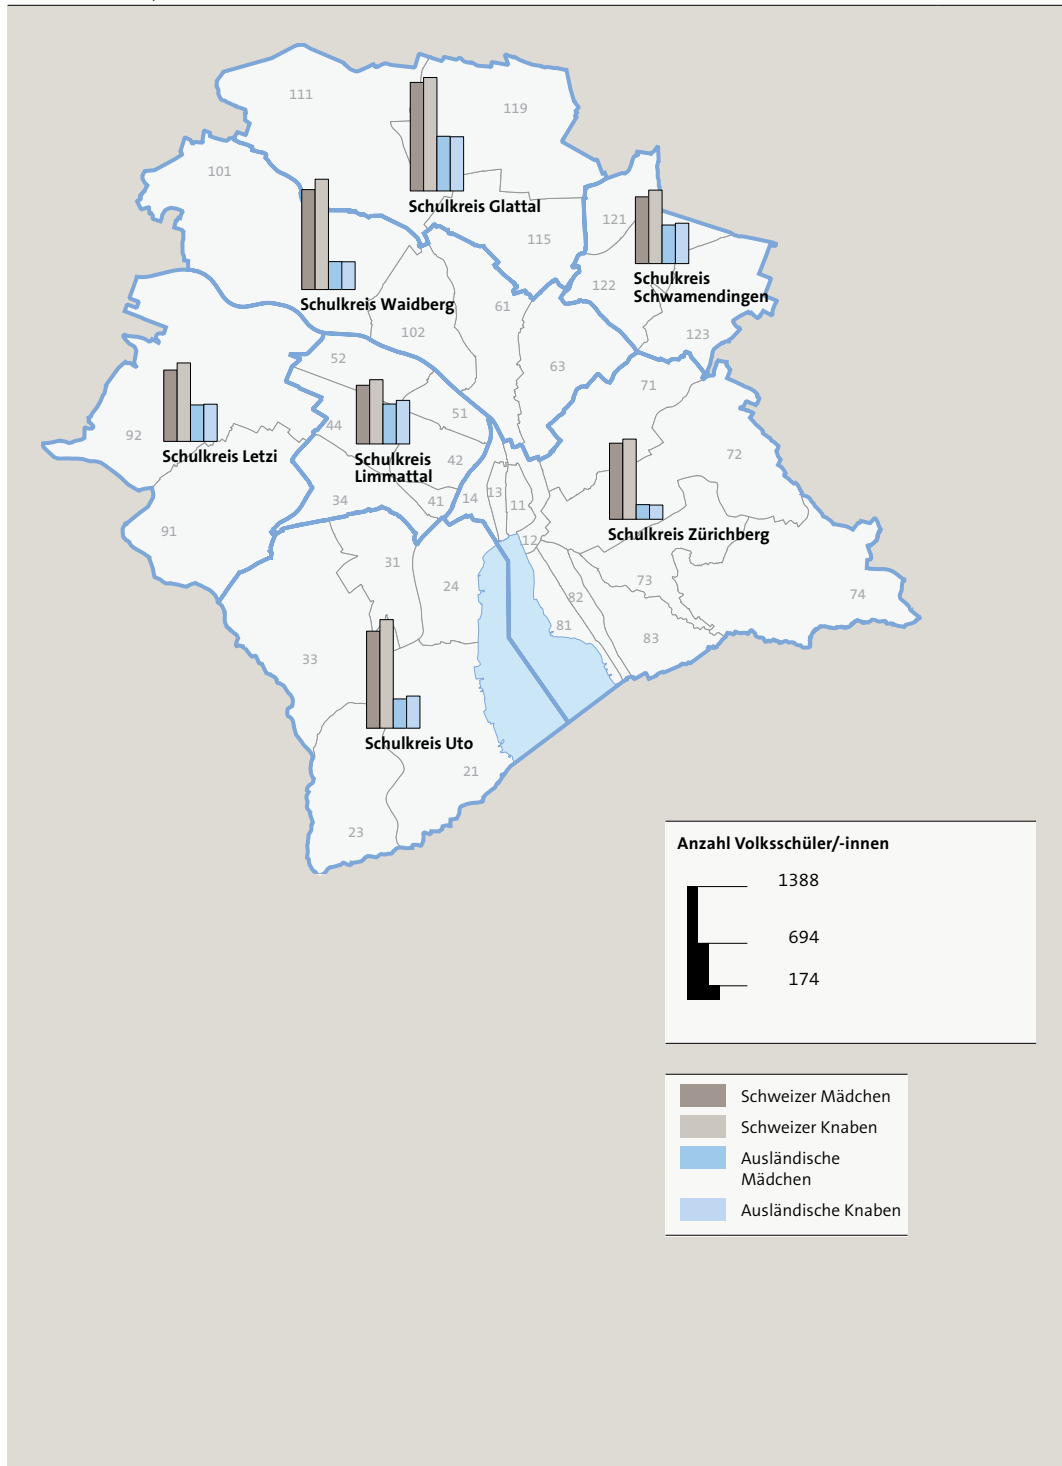 111
119
101
Schulkreis Glattal
121
115
Schulkreis
Schwamendingen
122
Schulkreis Waidberg
61
102
123
52
63
71
51
44
92
Schulkreis Letzi
Schulkreis
Limmattal
42
72
34
41
14
13
11
91
12
Schulkreis Zürichberg
31
24
73
82
74
81
83
33
Schulkreis Uto
21
23
Anzahl Volksschüler/-innen
1388
694
174
Schweizer Mädchen
Schweizer Knaben
Ausländische
Mädchen
Ausländische Knaben